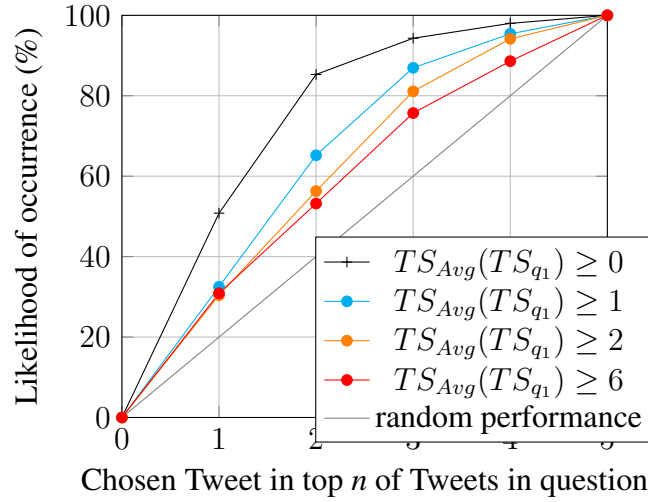 Likelihood of occurrence (%)
100
80
60
40
20
0
0 1 2 3 4 5
Chosen Tweet in top n of Tweets in question
TS_{Avg}(TS_{q_1}) ≥ 0
TS_{Avg}(TS_{q_1}) ≥ 1
TS_{Avg}(TS_{q_1}) ≥ 2
TS_{Avg}(TS_{q_1}) ≥ 6
random performance